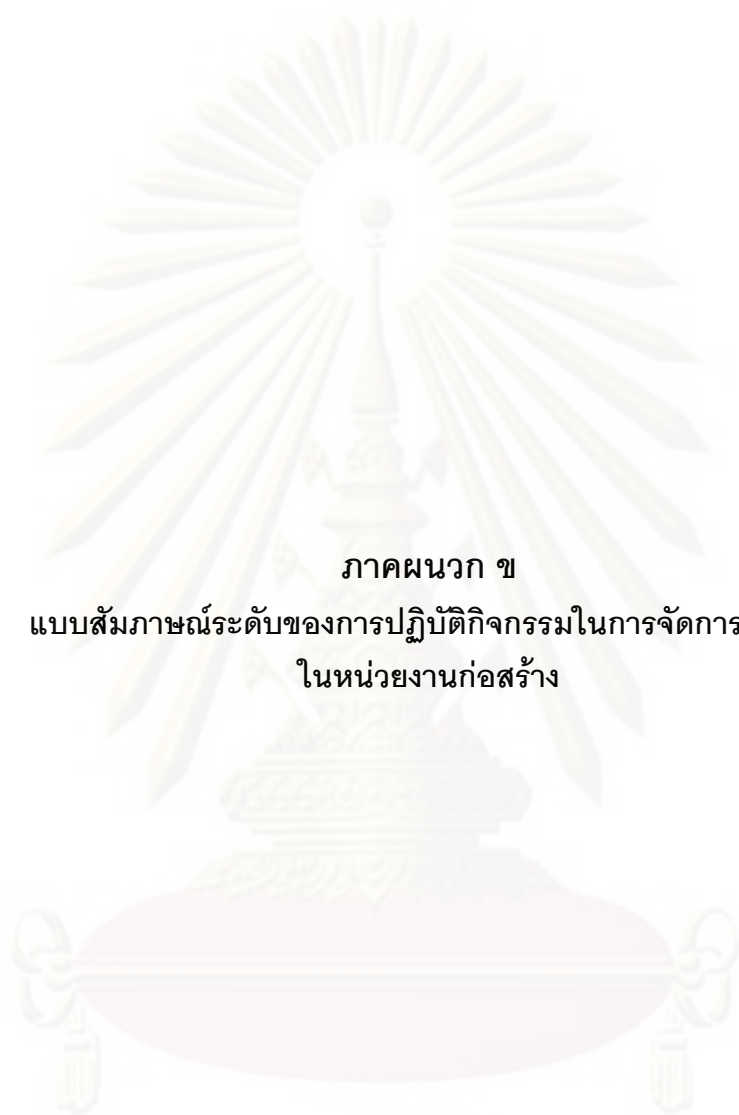 ภาคผนวก ข
แบบสัมภาษณ์ระดับของการปฏิบัติกิจกรรมในการจัดการ
ในหน่วยงานก่อสร้าง